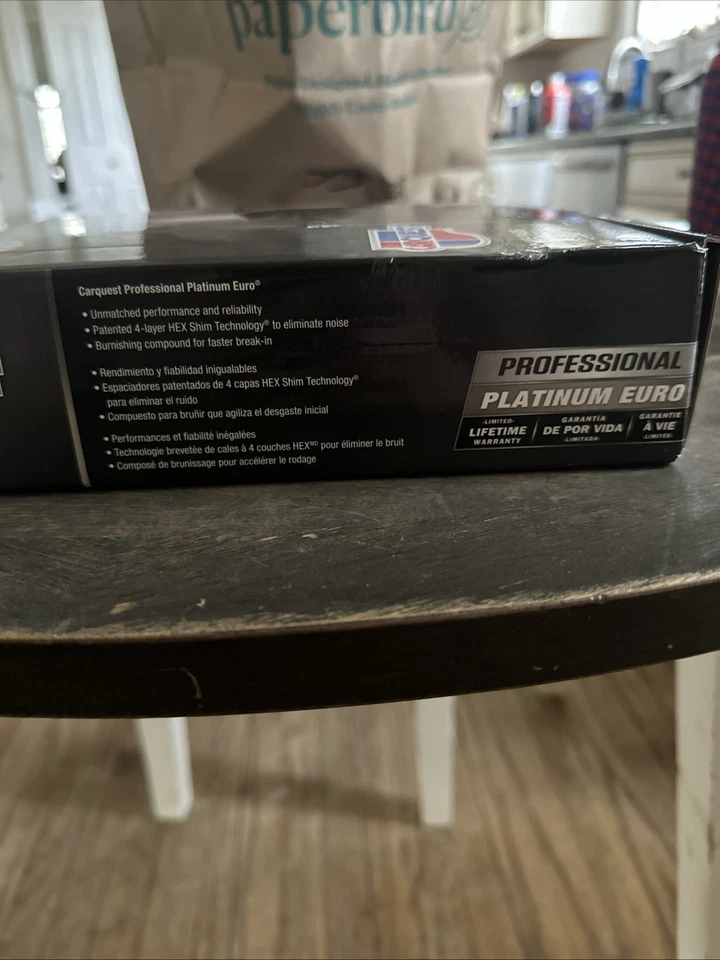 paperbird
CARQUEST
Carquest Professional Platinum Euro®
• Unmatched performance and reliability
• Patented 4-layer HEX Shim Technology® to eliminate noise
• Burnishing compound for faster break-in
• Rendimiento y fiabilidad inigualables
• Espaciadores patentados de 4 capas HEX Shim Technology®
para eliminar el ruido
• Compuesto para bruñir que agiliza el desgaste inicial
• Performances et fiabilité inégalées
• Technologie brevetée de cales à 4 couches HEXᴹᴰ pour éliminer le bruit
• Composé de brunissage pour accélérer le rodage
PROFESSIONAL
PLATINUM EURO
-LIMITED-
LIFETIME
WARRANTY
GARANTÍA
DE POR VIDA
-LIMITADA-
GARANTIE
À VIE
-LIMITÉE-